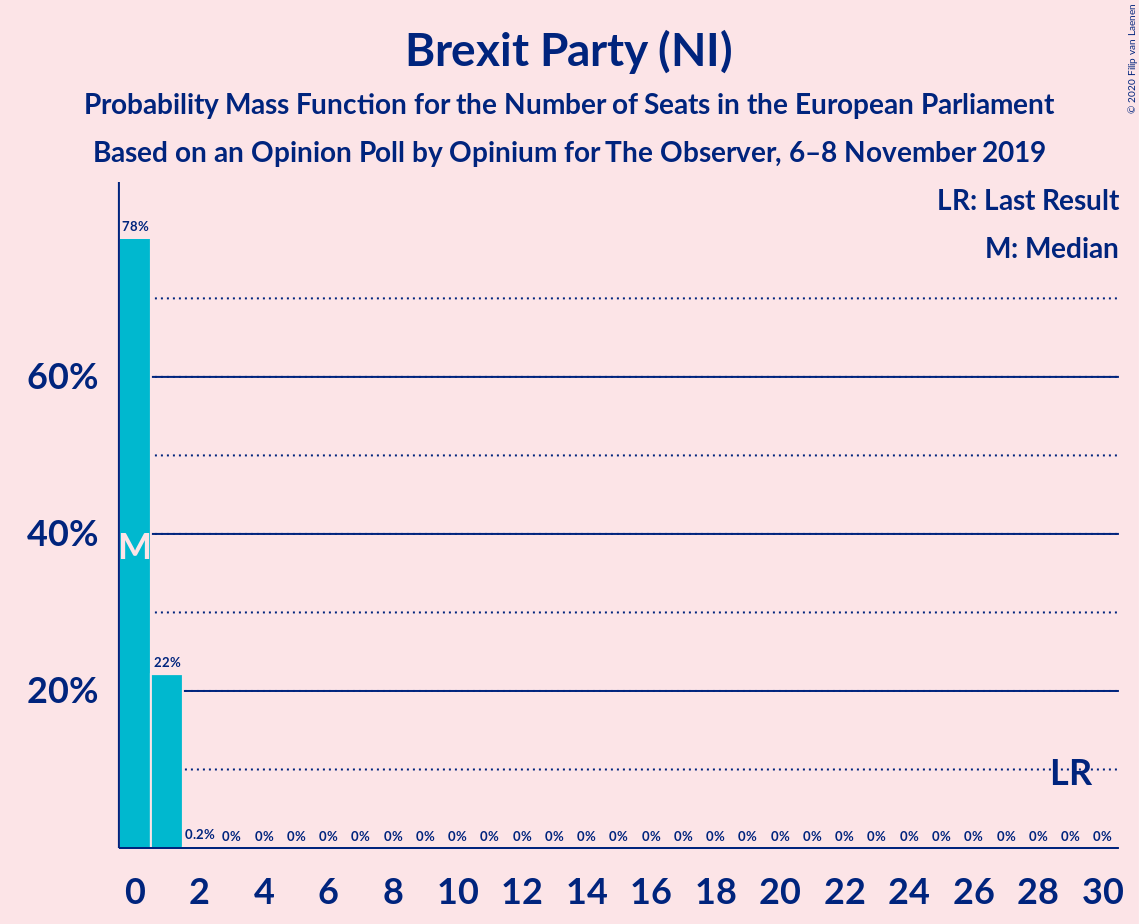 Brexit Party (NI)
Probability Mass Function for the Number of Seats in the European Parliament
Based on an Opinion Poll by Opinium for The Observer, 6–8 November 2019
© 2020 Filip van Laenen
LR: Last Result
M: Median
78%
60%
40%
M
22%
20%
LR
0.2% 0% 0% 0% 0% 0% 0% 0% 0% 0% 0% 0% 0% 0% 0% 0% 0% 0% 0% 0% 0% 0% 0% 0% 0% 0% 0% 0% 0%
0 2 4 6 8 10 12 14 16 18 20 22 24 26 28 30